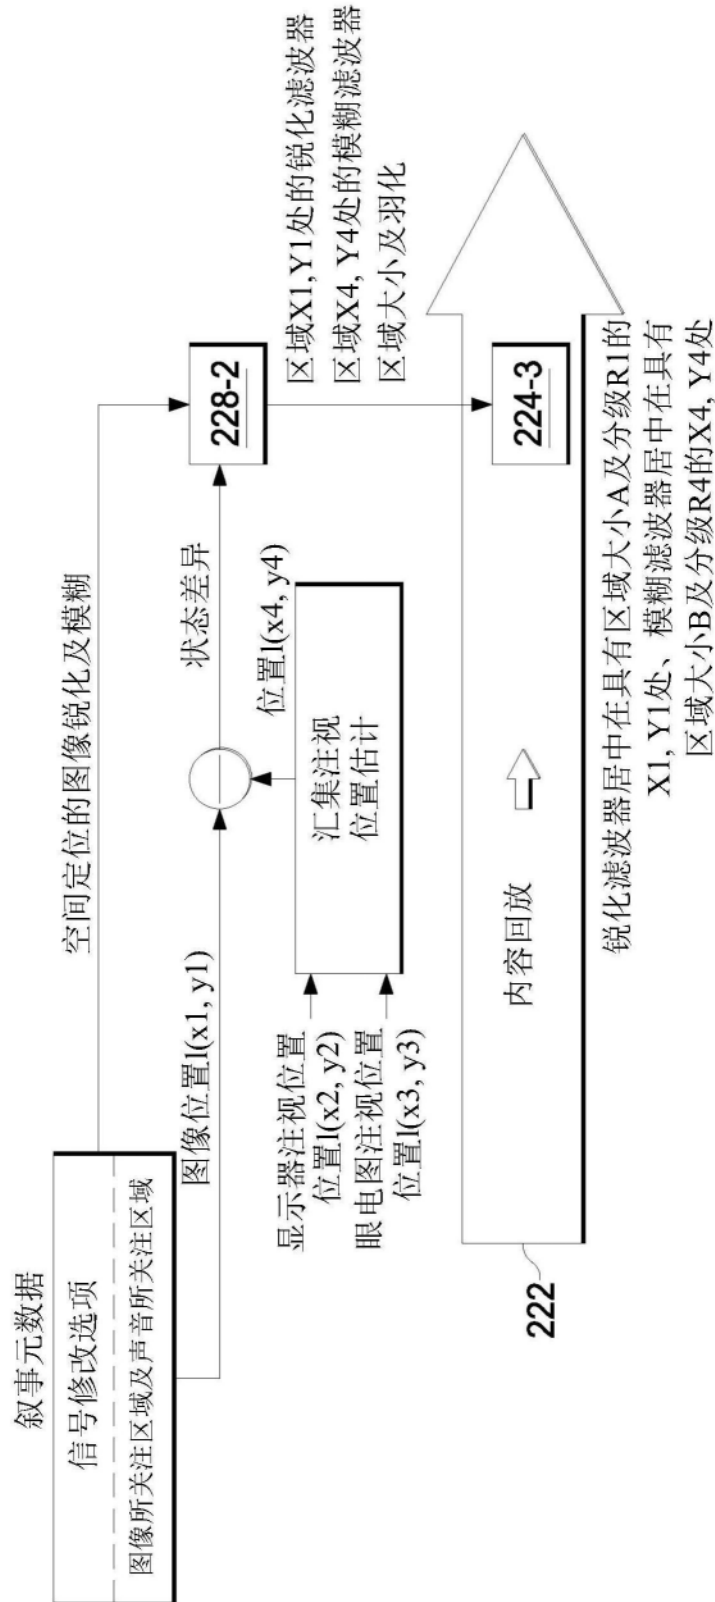 叙事元数据
信号修改选项
图像所关注区域及声音所关注区域
空间定位的图像锐化及模糊
图像位置l(x1, y1)
状态差异
228-2
显示器注视位置
位置l(x2, y2)
眼电图注视位置
位置l(x3, y3)
汇集注视
位置估计
位置l(x4, y4)
区域X1,Y1处的锐化滤波器
区域X4, Y4处的模糊滤波器
区域大小及羽化
222
内容回放
224-3
锐化滤波器居中在具有区域大小A及分级R1的
X1, Y1处、模糊滤波器居中在具有
区域大小B及分级R4的X4, Y4处